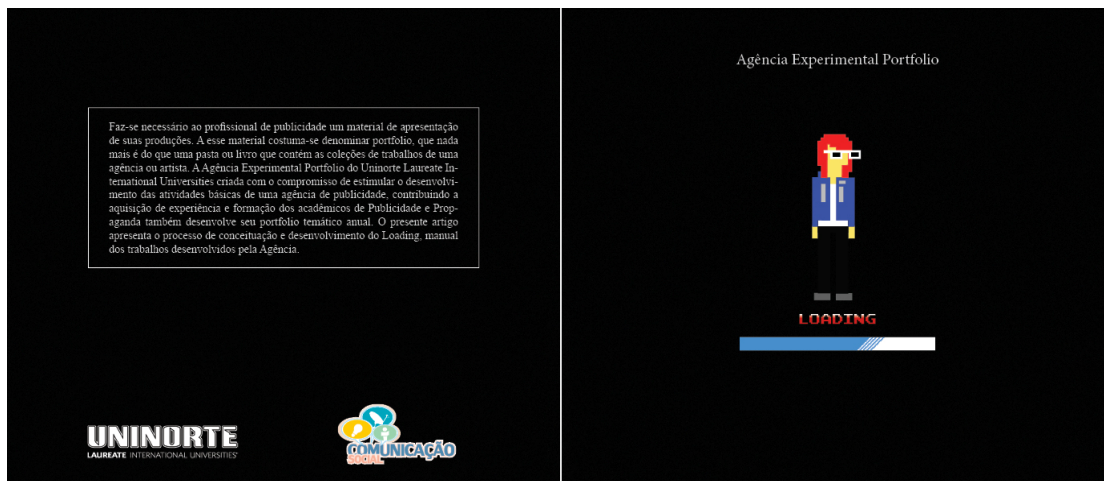 Faz-se necessário ao profissional de publicidade um material de apresentação
de suas produções. A esse material costuma-se denominar portfolio, que nada
mais é do que uma pasta ou livro que contém as coleções de trabalhos de uma
agência ou artista. A Agência Experimental Portfolio do Uninorte Laureate In-
ternational Universities criada com o compromisso de estimular o desenvolvi-
mento das atividades básicas de uma agência de publicidade, contribuindo a
aquisição de experiência e formação dos acadêmicos de Publicidade e Prop-
aganda também desenvolve seu portfolio temático anual. O presente artigo
apresenta o processo de conceituação e desenvolvimento do Loading, manual
dos trabalhos desenvolvidos pela Agência.
UNINORTE
LAUREATE INTERNATIONAL UNIVERSITIES
COMUNICAÇÃO
SOCIAL
Agência Experimental Portfolio
LOADING